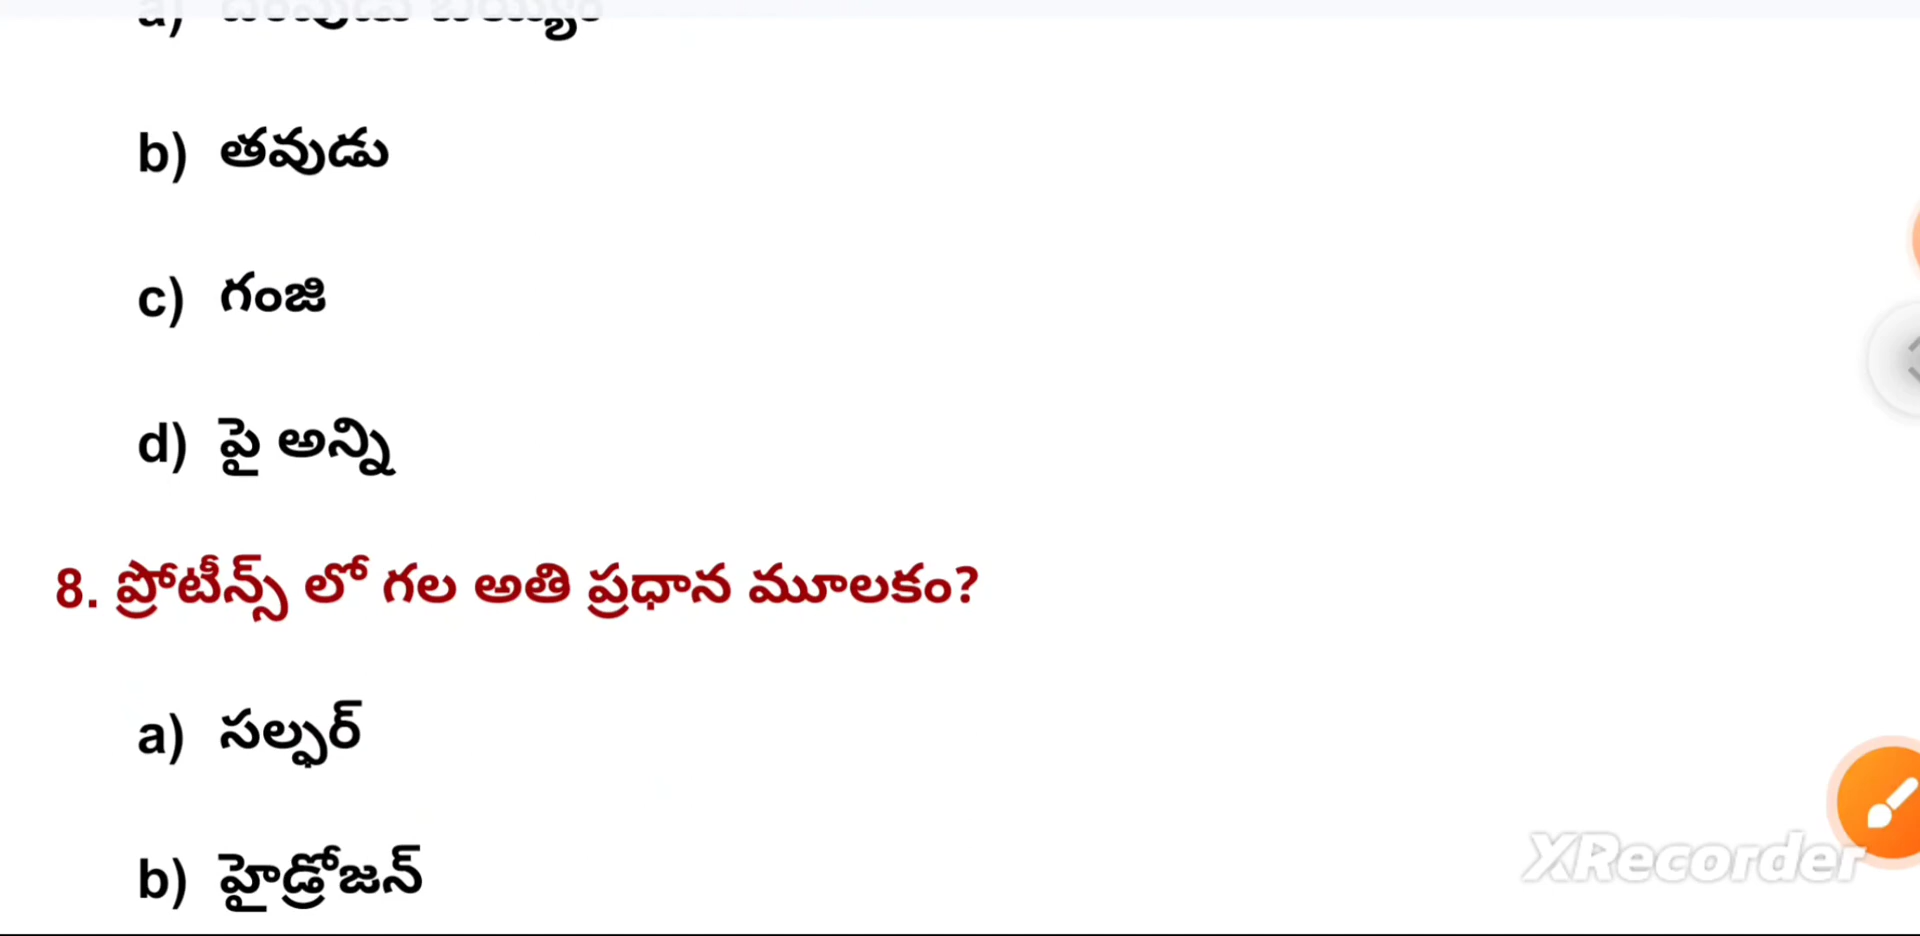 b) తవుడు
c) గంజి
d) పై అన్ని
8. ప్రోటీన్స్ లో గల అతి ప్రధాన మూలకం?
a) సల్ఫర్
b) హైడ్రోజన్
XRecorder